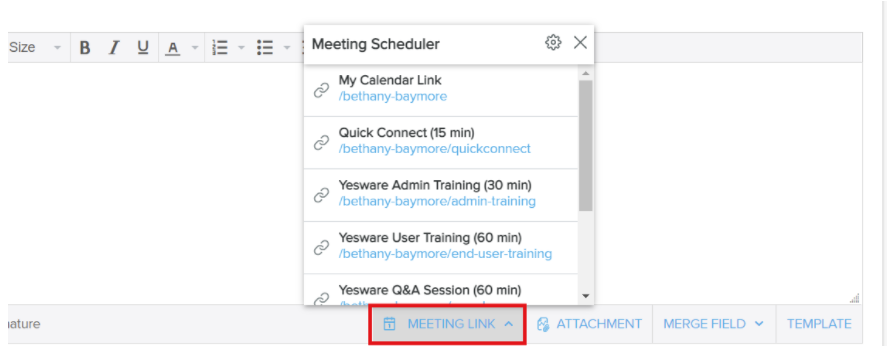 Size B I U A
Meeting Scheduler
My Calendar Link
/bethany-baymore
Quick Connect (15 min)
/bethany-baymore/quickconnect
Yesware Admin Training (30 min)
/bethany-baymore/admin-training
Yesware User Training (60 min)
/bethany-baymore/end-user-training
Yesware Q&A Session (60 min)
ature MEETING LINK ATTACHMENT MERGE FIELD TEMPLATE